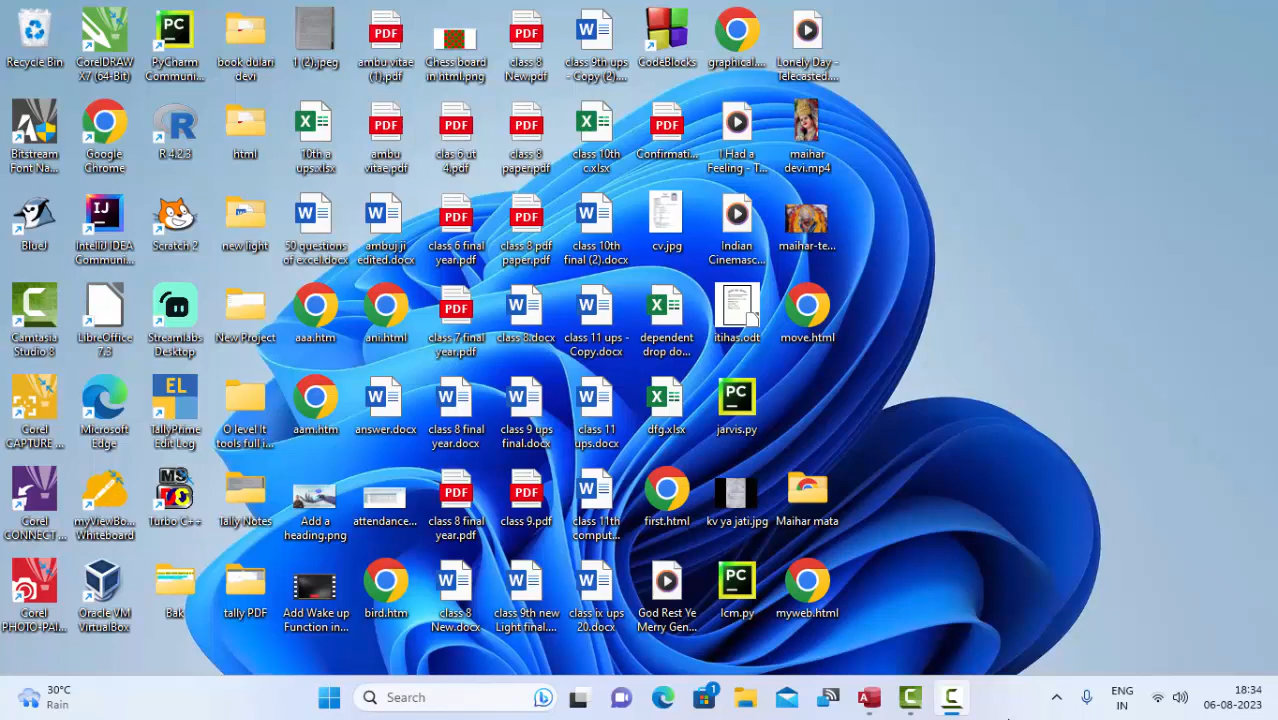 Recycle Bin
CorelDRAW
X7 (64-Bit)
PyCharm
Communi...
book dulari
devi
1 (2).jpeg
ambu vitae
(1).pdf
Chess board
in html.png
class 8
New.pdf
class 9th ups
- Copy (2)....
CodeBlocks
graphical....
Lonely Day -
Telecasted....
Bitstream
Font Na...
Google
Chrome
R 4.2.3
html
10th a
ups.xlsx
ambu
vitae.pdf
clas 6 ut
4.pdf
class 8
paper.pdf
class 10th
c.xlsx
Confirmati...
I Had a
Feeling - T...
maihar
devi.mp4
BlueJ
IntelliJ IDEA
Communi...
Scratch 2
new light
50 questions
of excel.docx
ambuj ji
edited.docx
class 6 final
year.pdf
class 8 pdf
paper.pdf
class 10th
final (2).docx
cv.jpg
Indian
Cinemasc...
maihar-te...
Camtasia
Studio 8
LibreOffice
7.3
Streamlabs
Desktop
New Project
aaa.htm
ani.html
class 7 final
year.pdf
class 8.docx
class 11 ups -
Copy.docx
dependent
drop do...
itihas.odt
move.html
Corel
CAPTURE ...
Microsoft
Edge
TallyPrime
Edit Log
O level It
tools full i...
aam.htm
answer.docx
class 8 final
year.docx
class 9 ups
final.docx
class 11
ups.docx
dfg.xlsx
jarvis.py
Corel
CONNECT ...
myViewBo...
Whiteboard
Turbo C++
Tally Notes
Add a
heading.png
attendance...
class 8 final
year.pdf
class 9.pdf
class 11th
comput...
first.html
kv ya jati.jpg
Maihar mata
Corel
PHOTO-PAI...
Oracle VM
VirtualBox
Bak
tally PDF
Add Wake up
Function in...
bird.htm
class 8
New.docx
class 9th new
Light final....
class ix ups
20.docx
God Rest Ye
Merry Gen...
lcm.py
myweb.html
30°C
Rain
Search
1
ENG
IN
18:34
06-08-2023